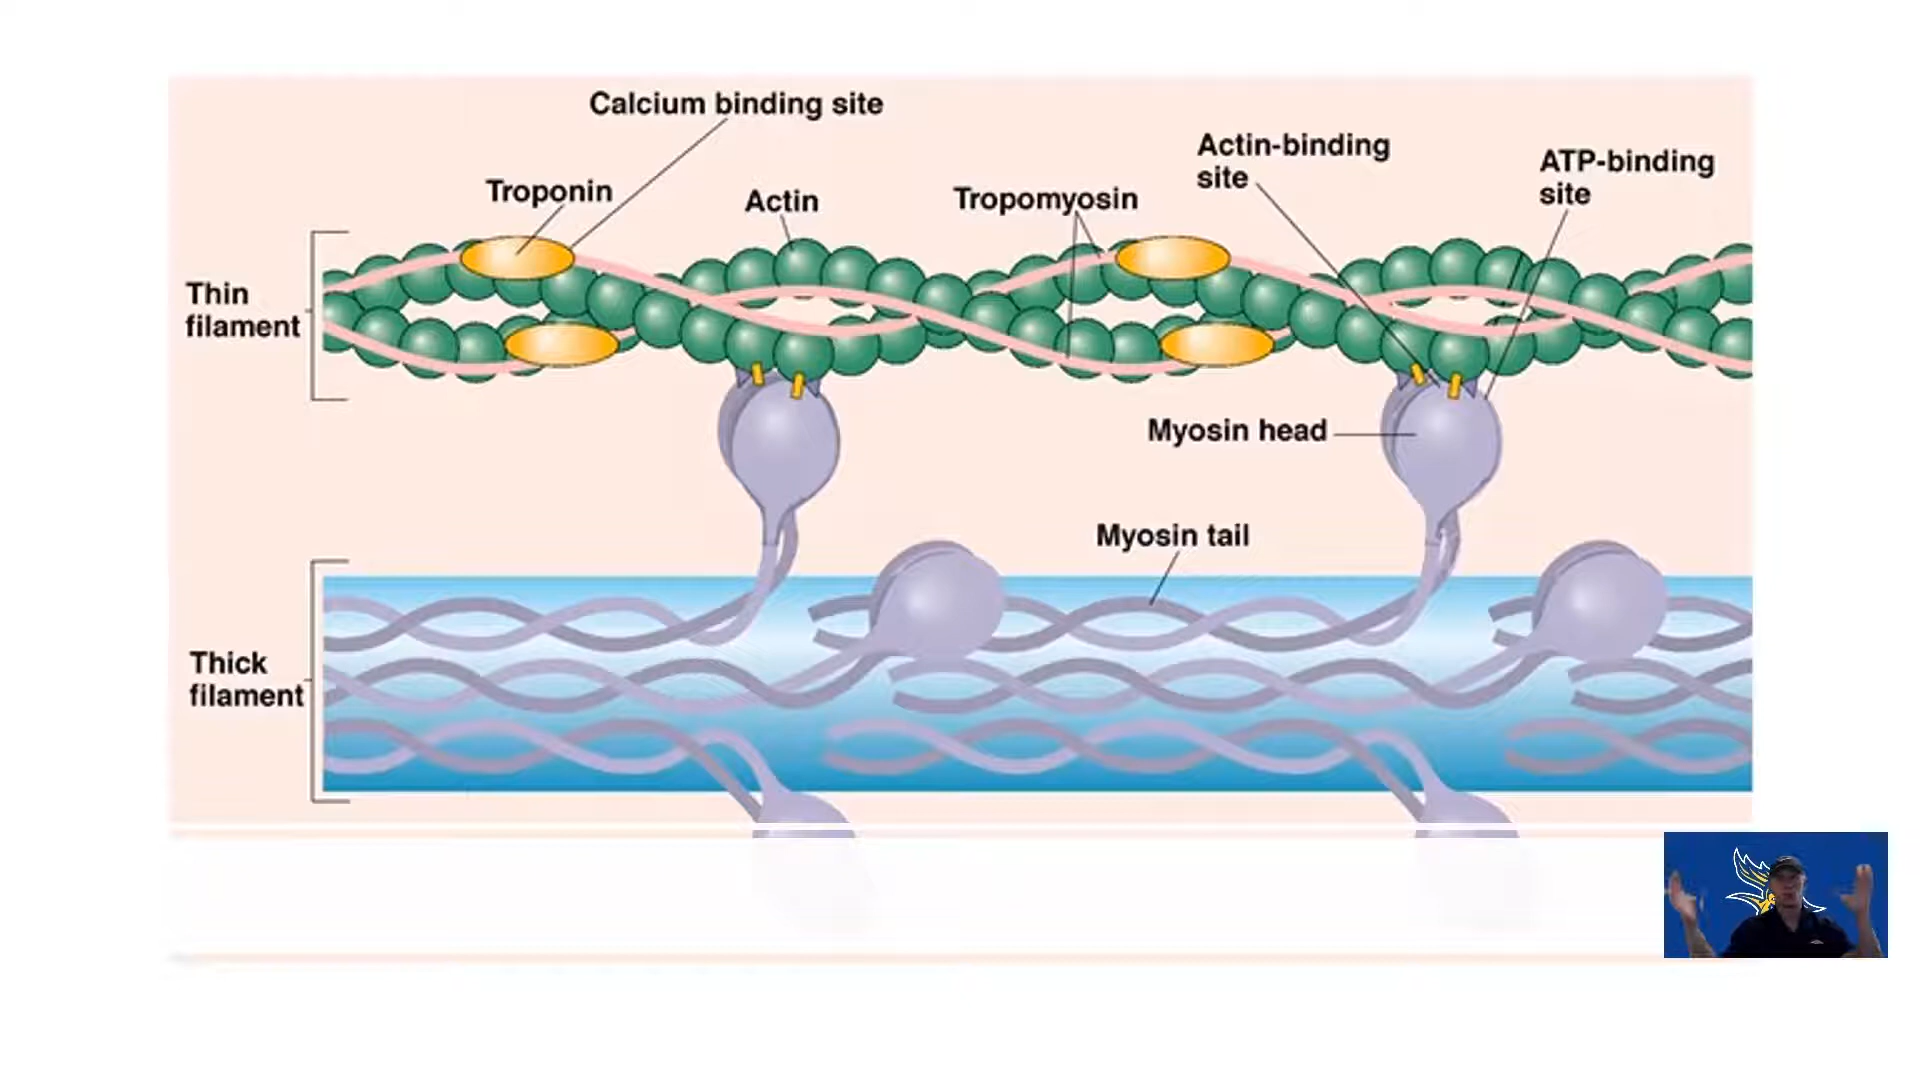 Calcium binding site
Actin-binding
site
ATP-binding
site
Troponin
Actin
Tropomyosin
Thin
filament
Myosin head
Myosin tail
Thick
filament